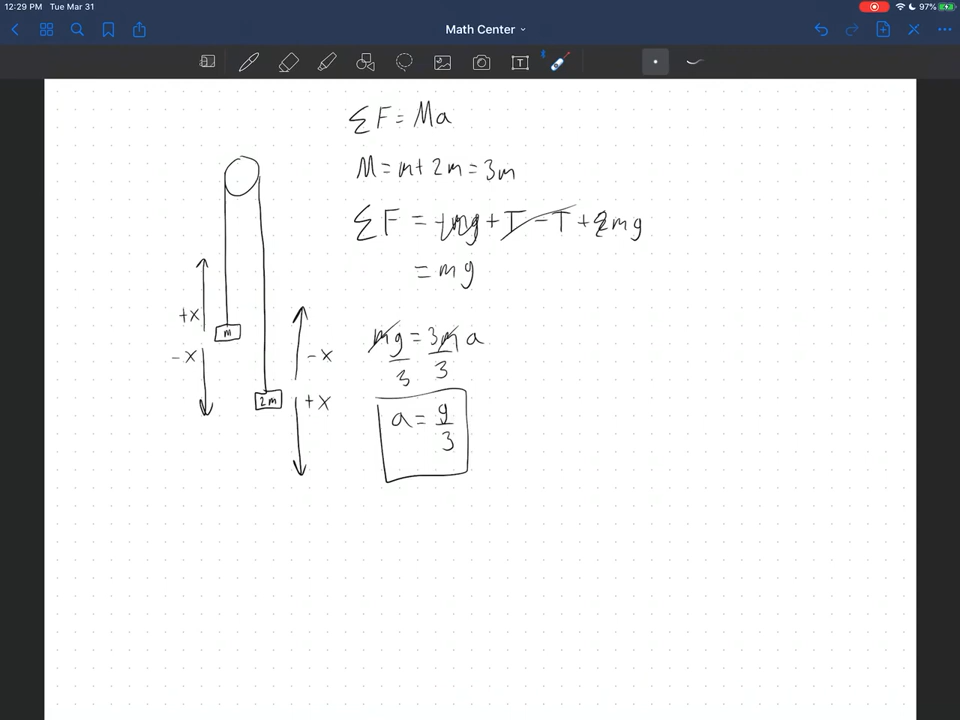 12:29 PM Tue Mar 31
97%
Math Center
T
ΣF = Ma
M = m + 2m = 3m
ΣF = -mg + T - T + 2mg
= mg
+x
-x
m
2m
-x
+x
mg/3 = 3m/3 a
a = g/3